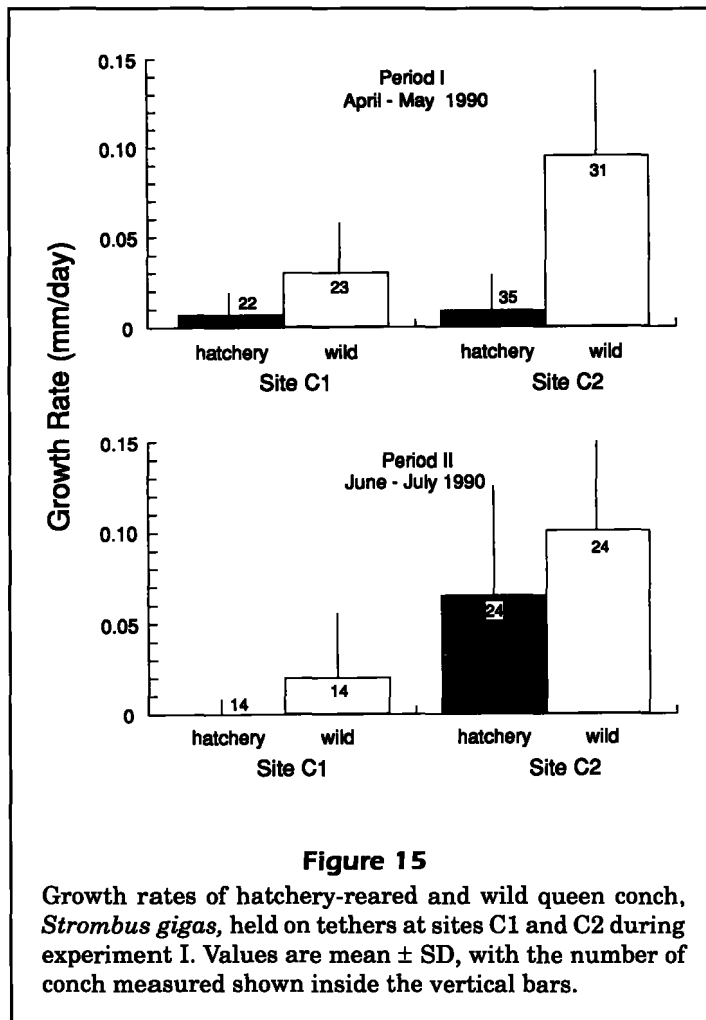 Period I
April - May 1990
Growth Rate (mm/day)
0.15
0.10
0.05
0
22
23
35
31
hatchery
wild
hatchery
wild
Site C1
Site C2
Period II
June - July 1990
0.15
0.10
0.05
0
14
14
24
24
hatchery
wild
hatchery
wild
Site C1
Site C2
Figure 15
Growth rates of hatchery-reared and wild queen conch,
Strombus gigas, held on tethers at sites C1 and C2 during
experiment I. Values are mean ± SD, with the number of
conch measured shown inside the vertical bars.